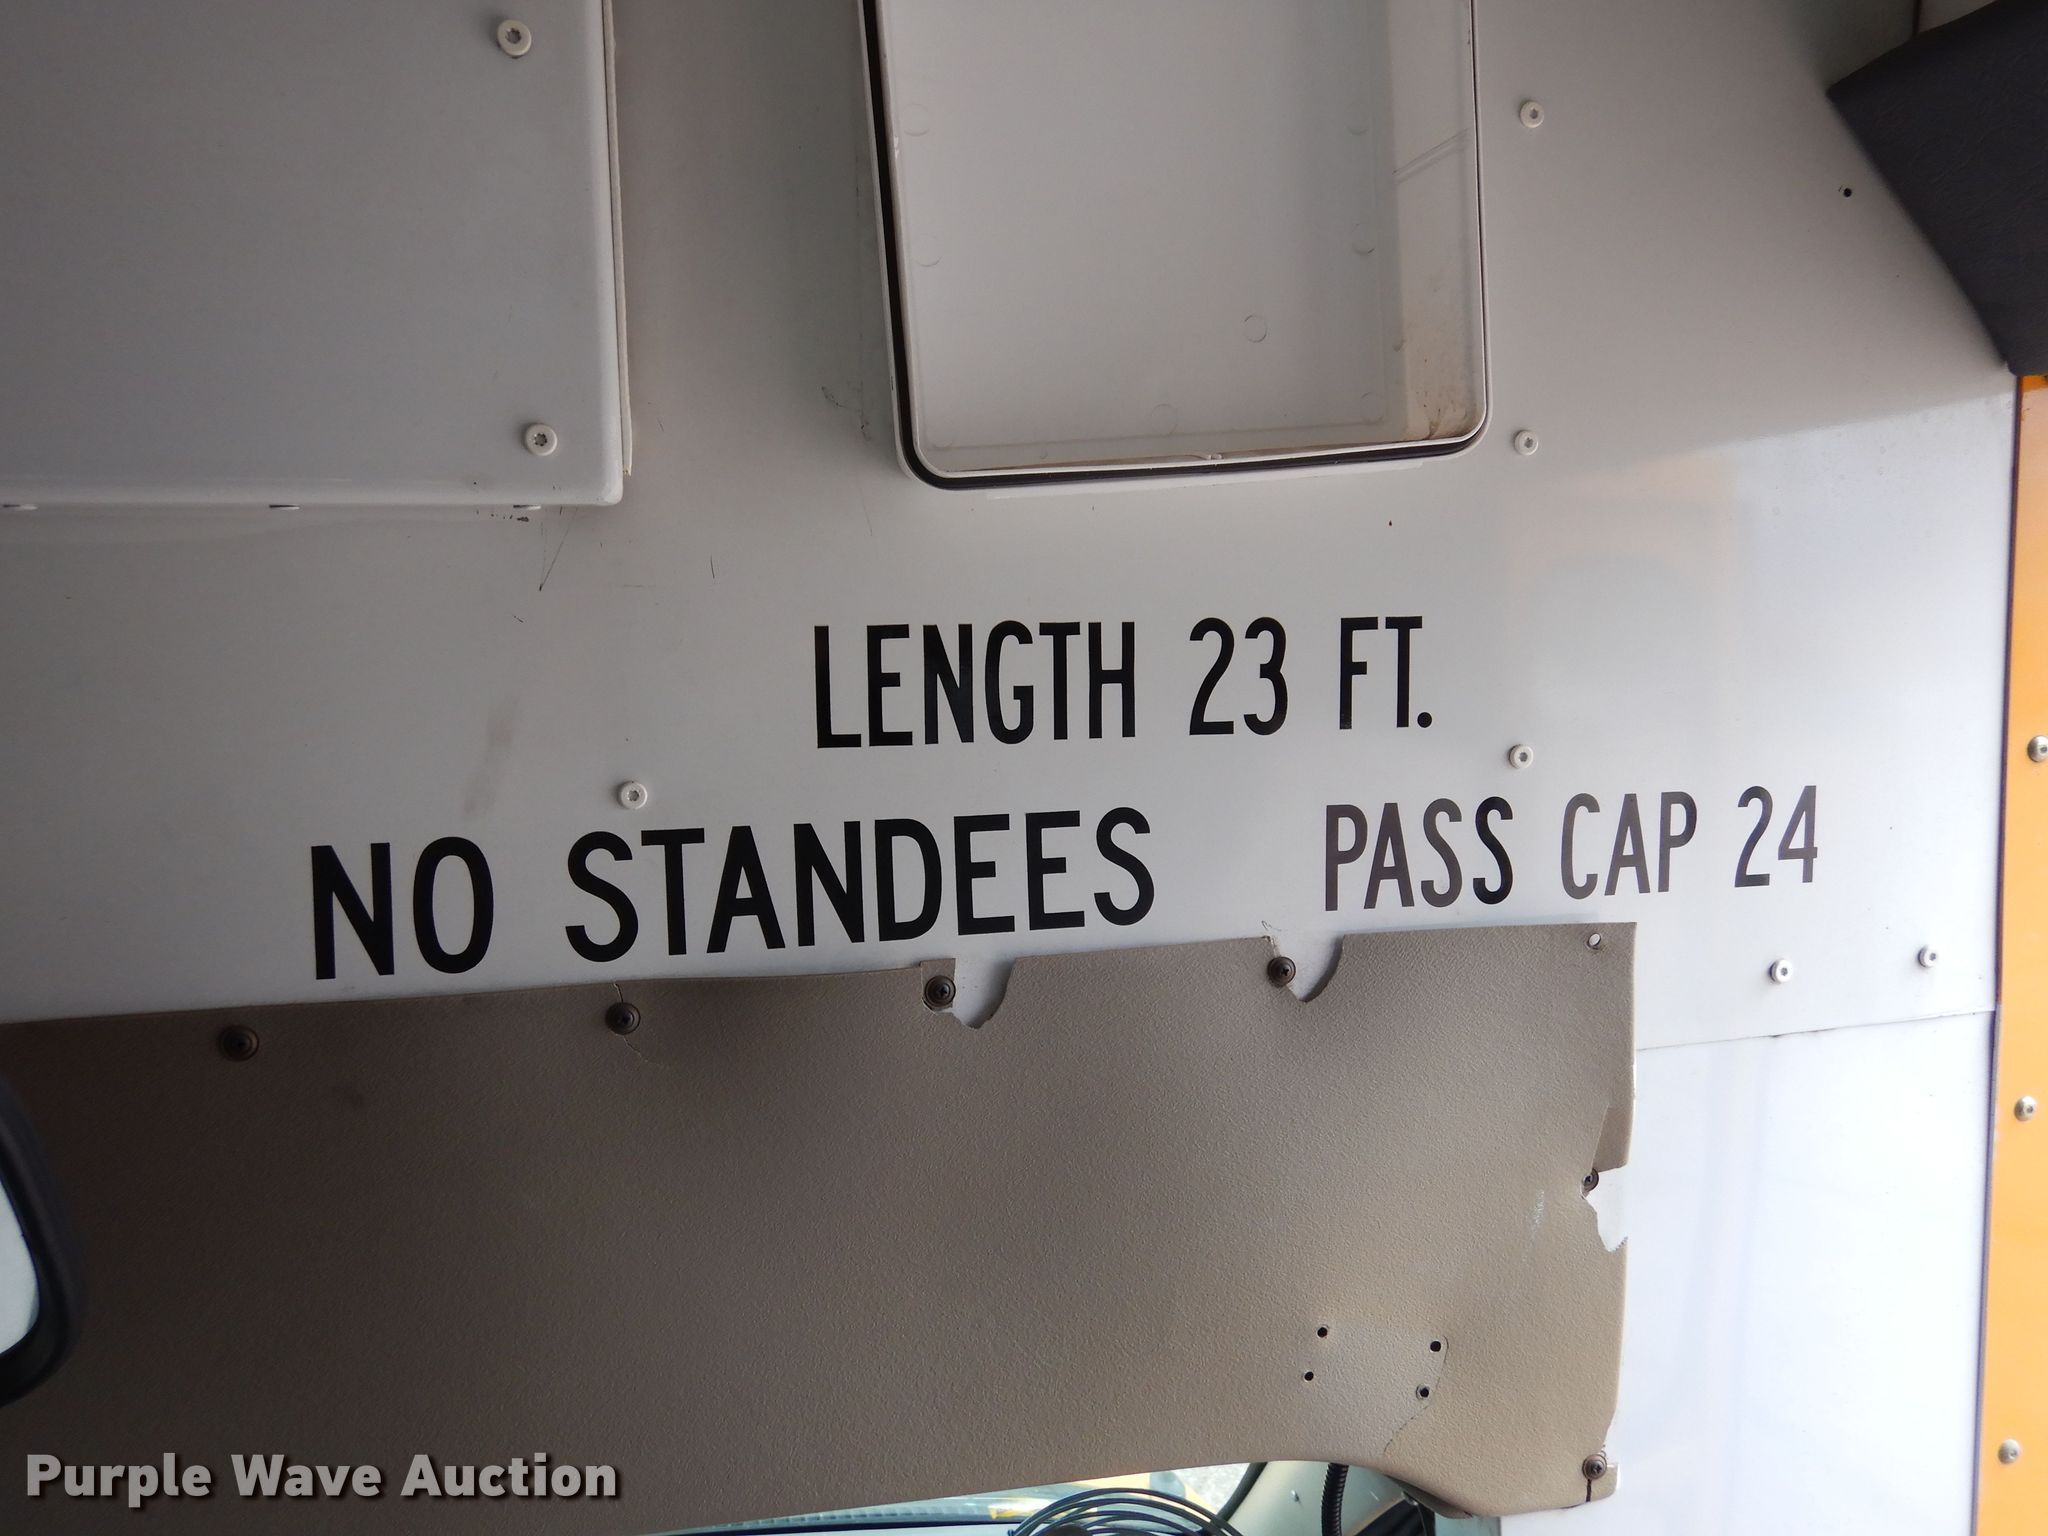 LENGTH 23 FT.
NO STANDEES PASS CAP 24
Purple Wave Auction